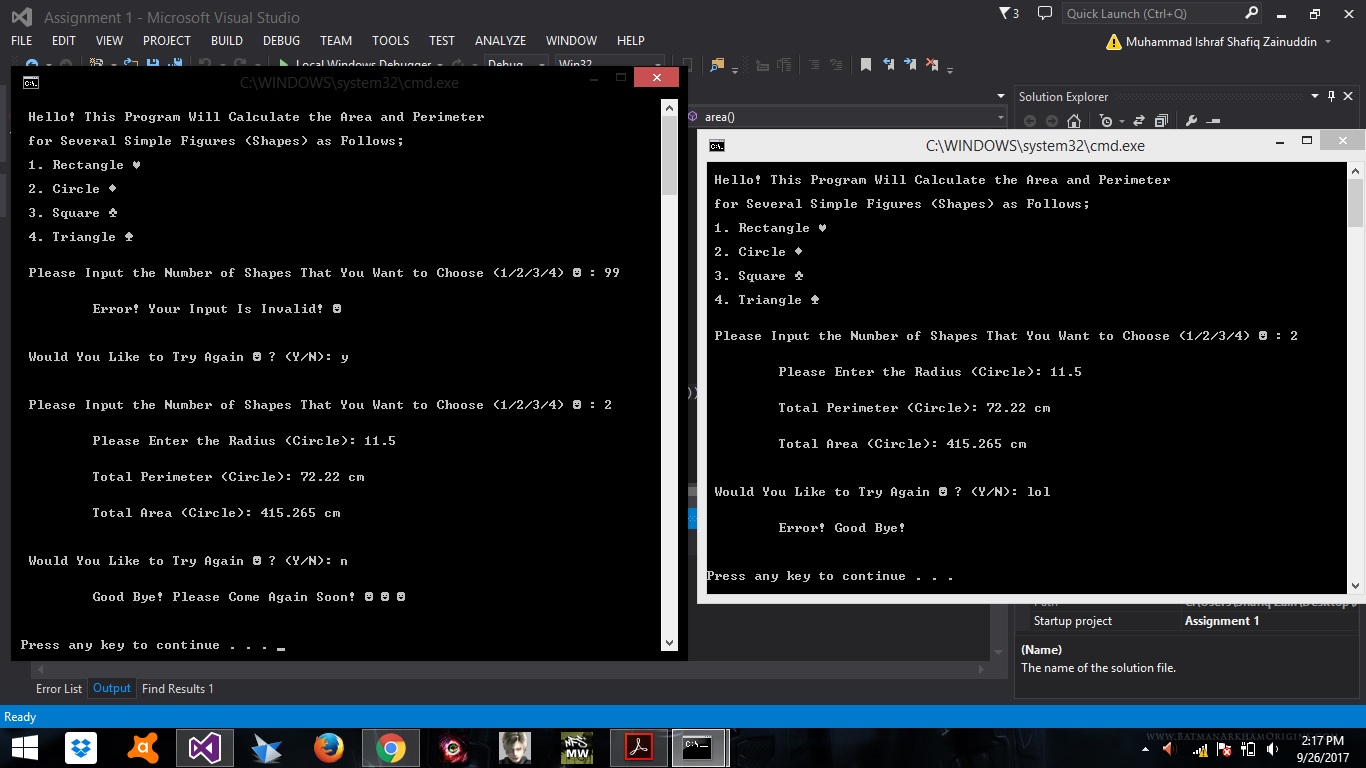 Assignment 1 - Microsoft Visual Studio
3
Quick Launch (Ctrl+Q)
FILE EDIT VIEW PROJECT BUILD DEBUG TEAM TOOLS TEST ANALYZE WINDOW HELP
Muhammad Ishraf Shafiq Zainuddin
Local Windows Debugger Debug Win32
C:\WINDOWS\system32\cmd.exe
Hello! This Program Will Calculate the Area and Perimeter
for Several Simple Figures (Shapes) as Follows;
1. Rectangle ♥
2. Circle ♦
3. Square ♣
4. Triangle ♠
Please Input the Number of Shapes That You Want to Choose (1/2/3/4) ☻ : 99
Error! Your Input Is Invalid! ☻
Would You Like to Try Again ☻ ? (Y/N): y
Please Input the Number of Shapes That You Want to Choose (1/2/3/4) ☻ : 2
Please Enter the Radius (Circle): 11.5
Total Perimeter (Circle): 72.22 cm
Total Area (Circle): 415.265 cm
Would You Like to Try Again ☻ ? (Y/N): n
Good Bye! Please Come Again Soon! ☻ ☻ ☻
Press any key to continue . . .
area()
Solution Explorer
C:\WINDOWS\system32\cmd.exe
Hello! This Program Will Calculate the Area and Perimeter
for Several Simple Figures (Shapes) as Follows;
1. Rectangle ♥
2. Circle ♦
3. Square ♣
4. Triangle ♠
Please Input the Number of Shapes That You Want to Choose (1/2/3/4) ☻ : 2
Please Enter the Radius (Circle): 11.5
Total Perimeter (Circle): 72.22 cm
Total Area (Circle): 415.265 cm
Would You Like to Try Again ☻ ? (Y/N): lol
Error! Good Bye!
Press any key to continue . . .
Startup project Assignment 1
(Name)
The name of the solution file.
Error List Output Find Results 1
Ready
NFS
MW
2:17 PM
9/26/2017